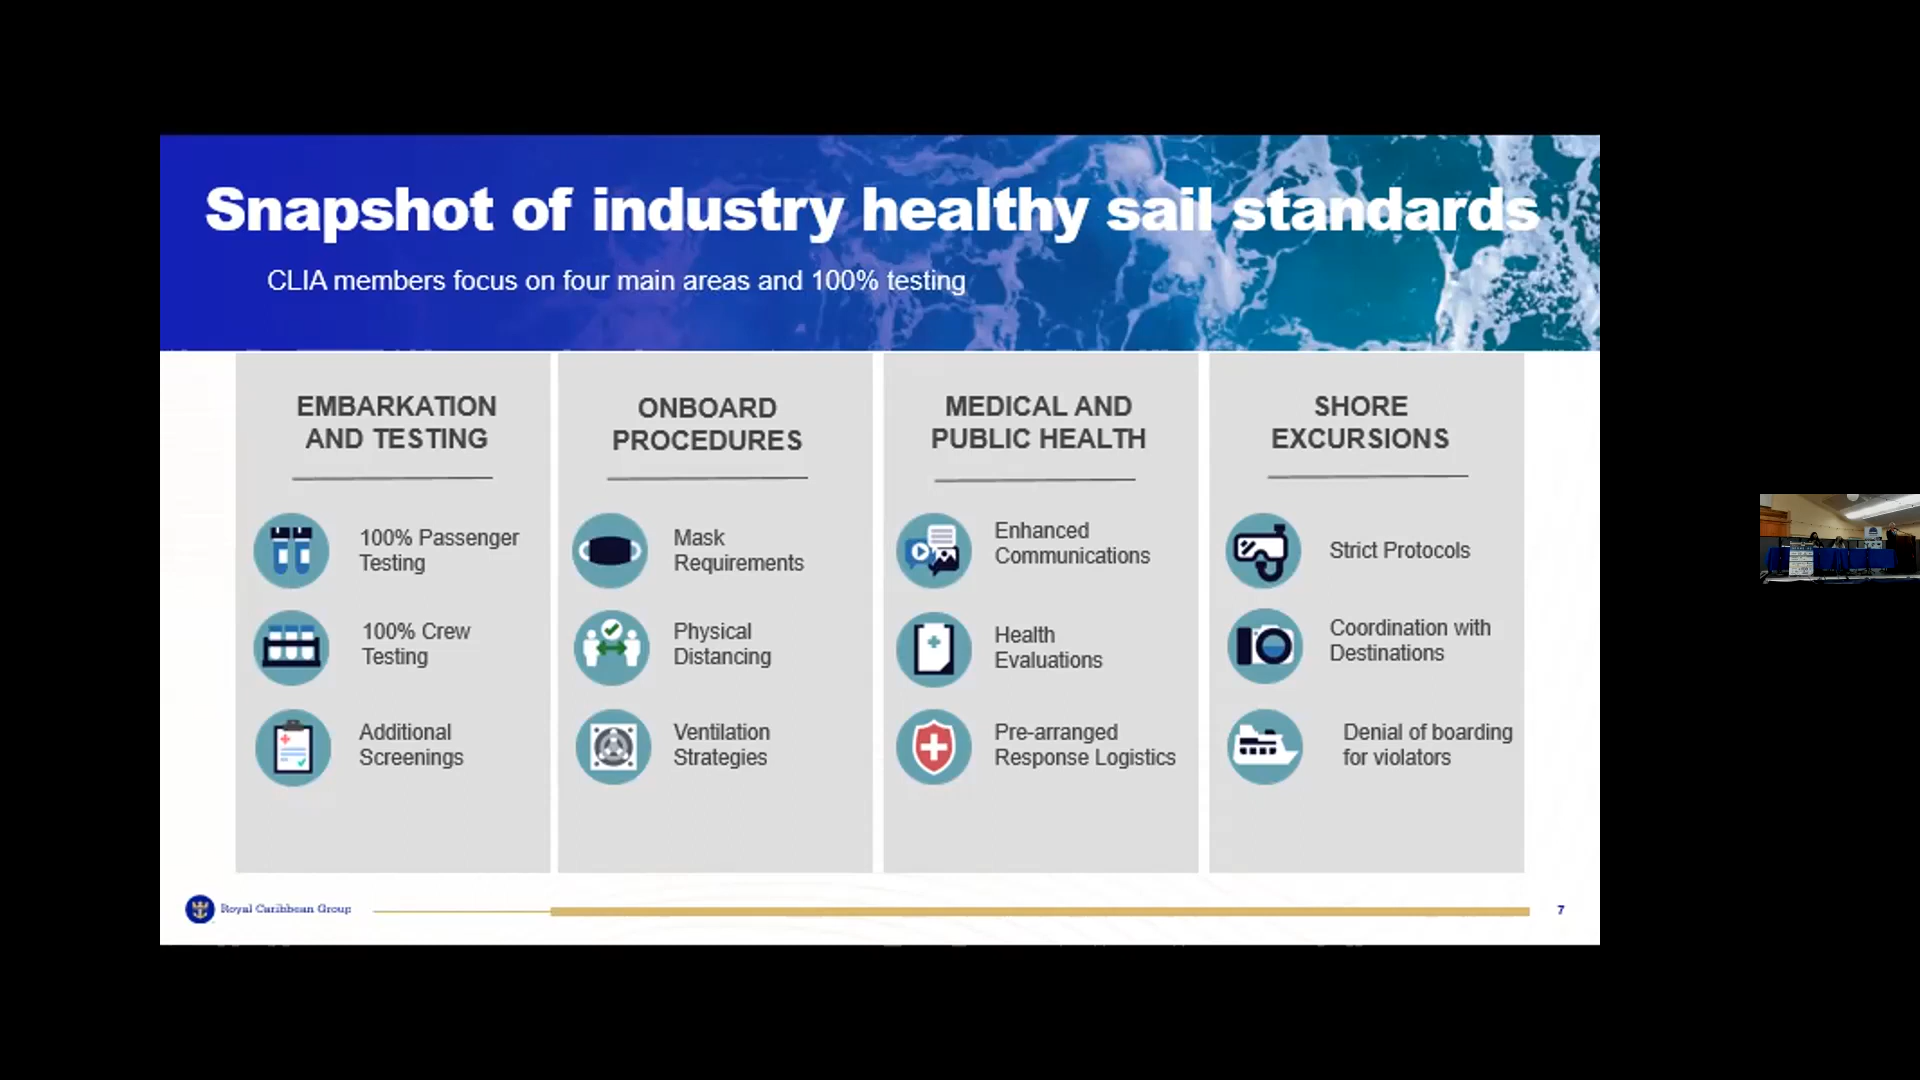 Snapshot of industry healthy sail standards
CLIA members focus on four main areas and 100% testing
EMBARKATION
AND TESTING
100% Passenger
Testing
100% Crew
Testing
Additional
Screenings
ONBOARD
PROCEDURES
Mask
Requirements
Physical
Distancing
Ventilation
Strategies
MEDICAL AND
PUBLIC HEALTH
Enhanced
Communications
Health
Evaluations
Pre-arranged
Response Logistics
SHORE
EXCURSIONS
Strict Protocols
Coordination with
Destinations
Denial of boarding
for violators
Royal Caribbean Group
7